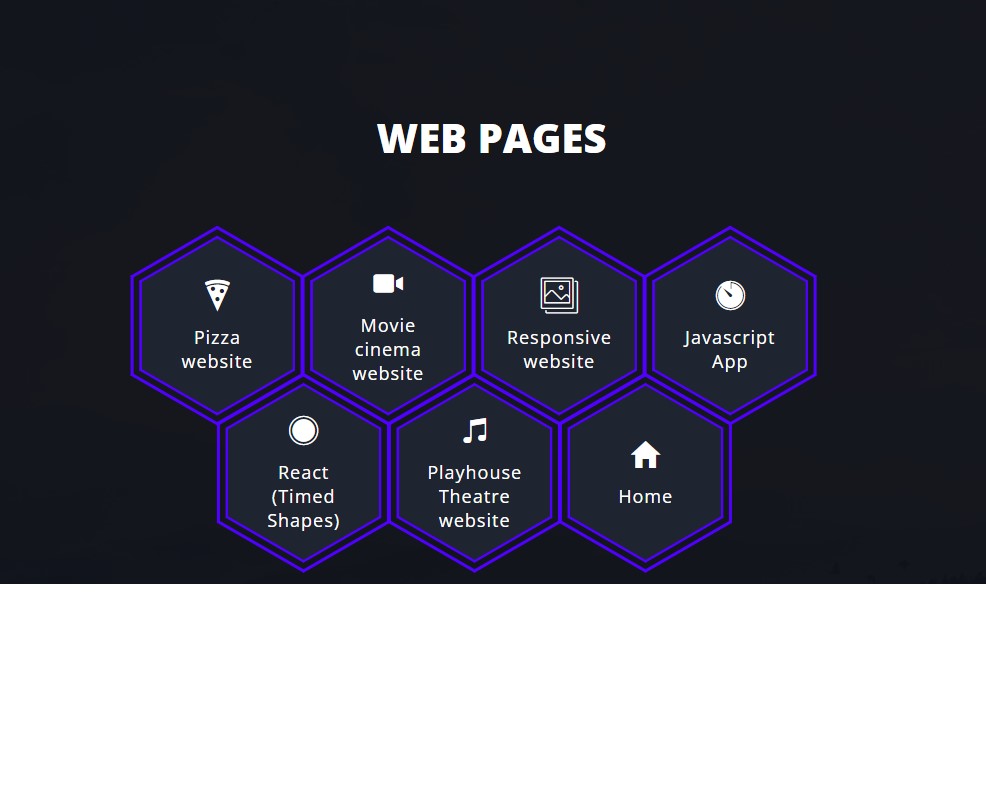 WEB PAGES
Pizza
website
Movie
cinema
website
Responsive
website
Javascript
App
React
(Timed
Shapes)
Playhouse
Theatre
website
Home